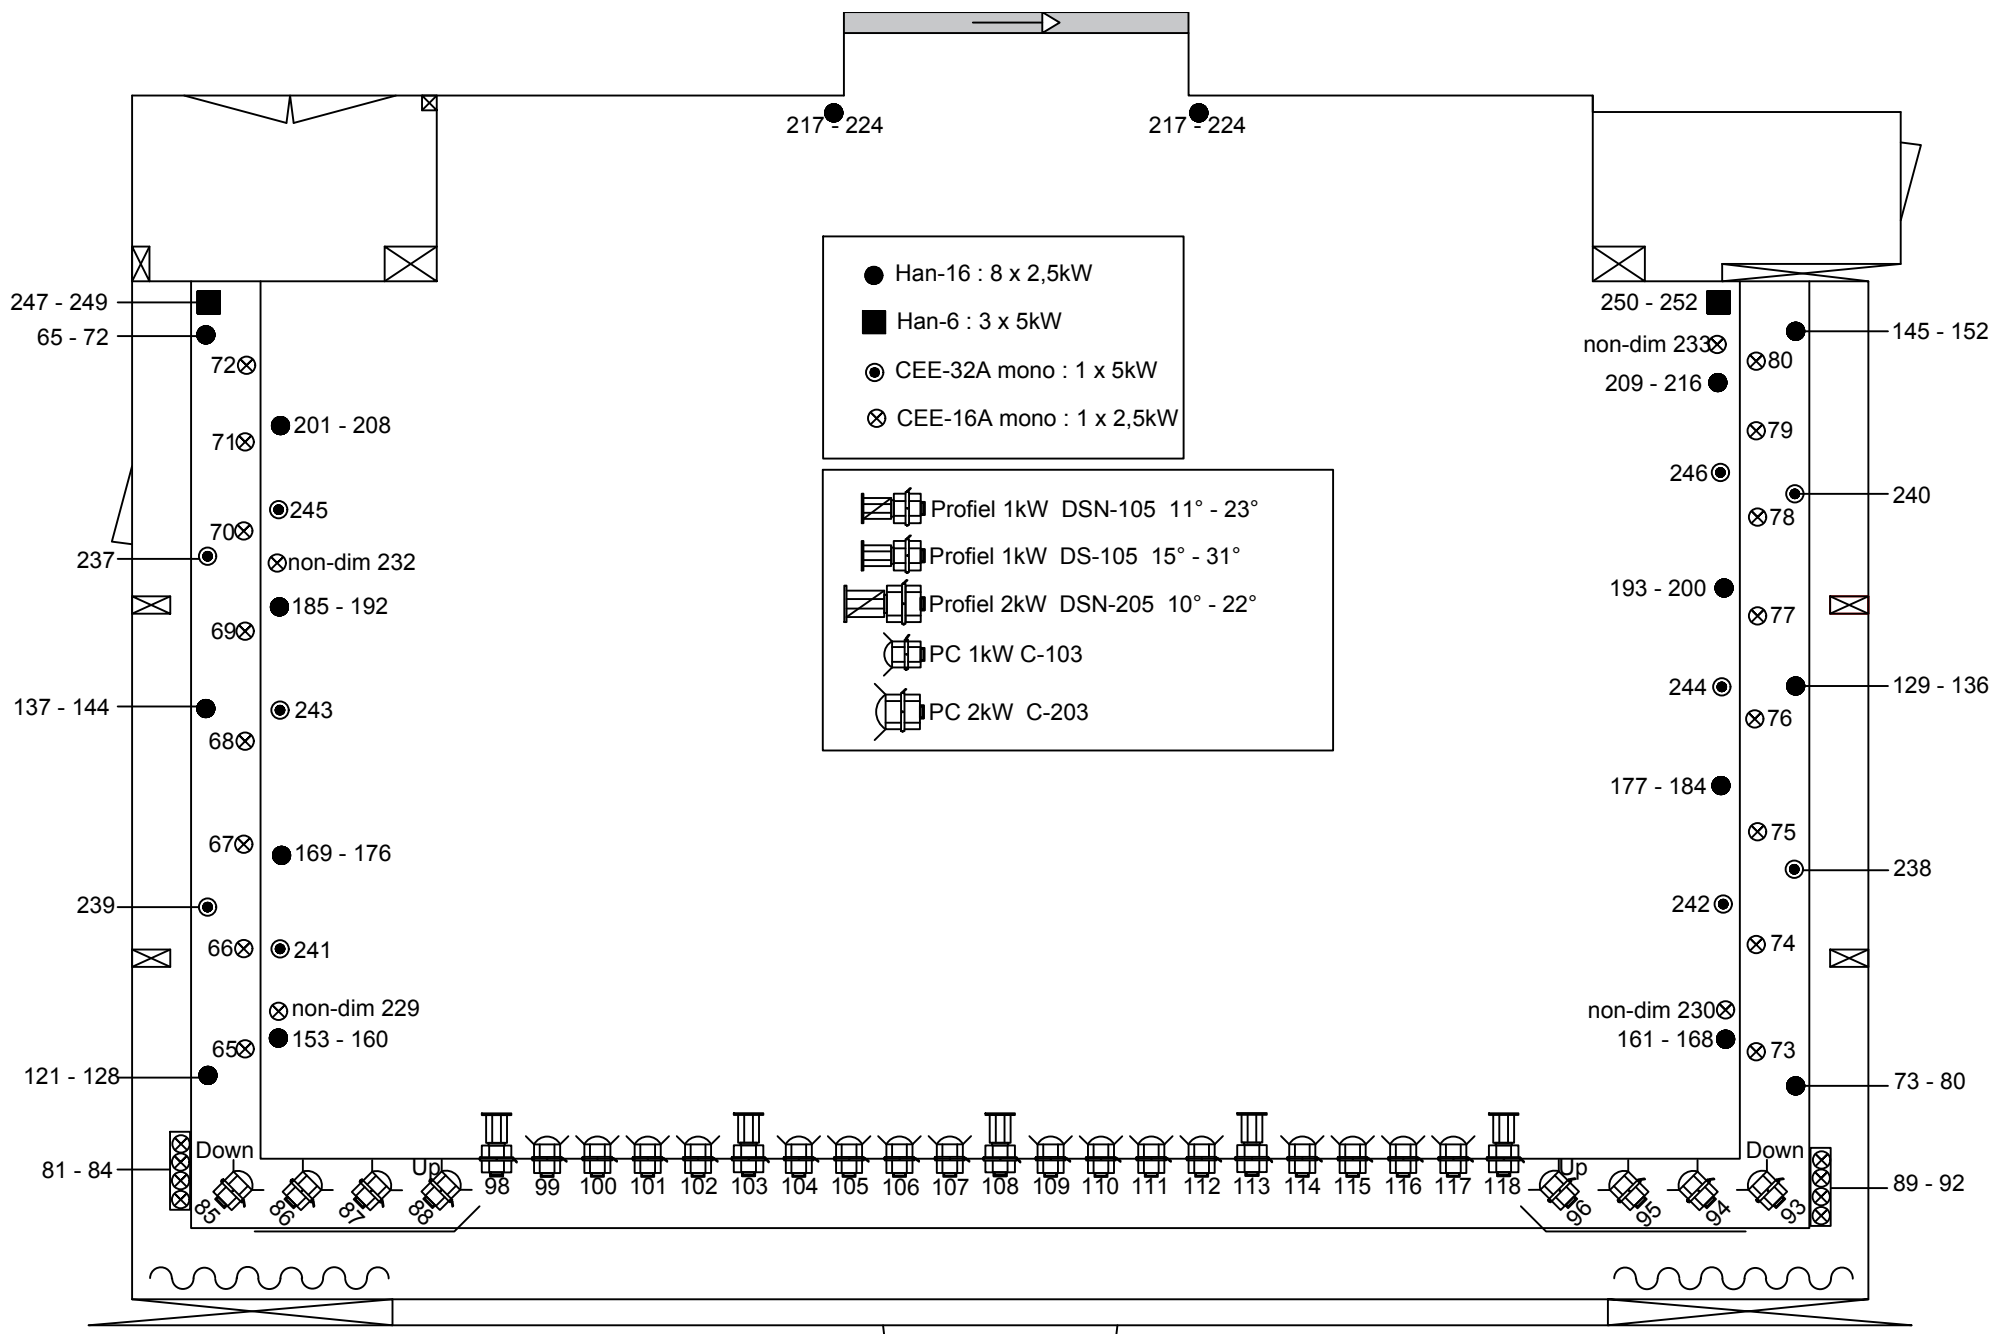 217 - 224
217 - 224
Han-16 : 8 x 2,5kW
Han-6 : 3 x 5kW
CEE-32A mono : 1 x 5kW
CEE-16A mono : 1 x 2,5kW
Profiel 1kW DSN-105 11° - 23°
Profiel 1kW DS-105 15° - 31°
Profiel 2kW DSN-205 10° - 22°
PC 1kW C-103
PC 2kW C-203
247 - 249
65 - 72
237
137 - 144
239
121 - 128
81 - 84
72
71
70
69
68
67
66
65
201 - 208
245
non-dim 232
185 - 192
243
169 - 176
241
non-dim 229
153 - 160
250 - 252
non-dim 233
209 - 216
246
193 - 200
244
177 - 184
242
non-dim 230
161 - 168
80
79
78
77
76
75
74
73
145 - 152
240
129 - 136
238
73 - 80
89 - 92
Down
Up
85
86
87
88
98
99
100
101
102
103
104
105
106
107
108
109
110
111
112
113
114
115
116
117
118
Up
Down
96
95
94
93